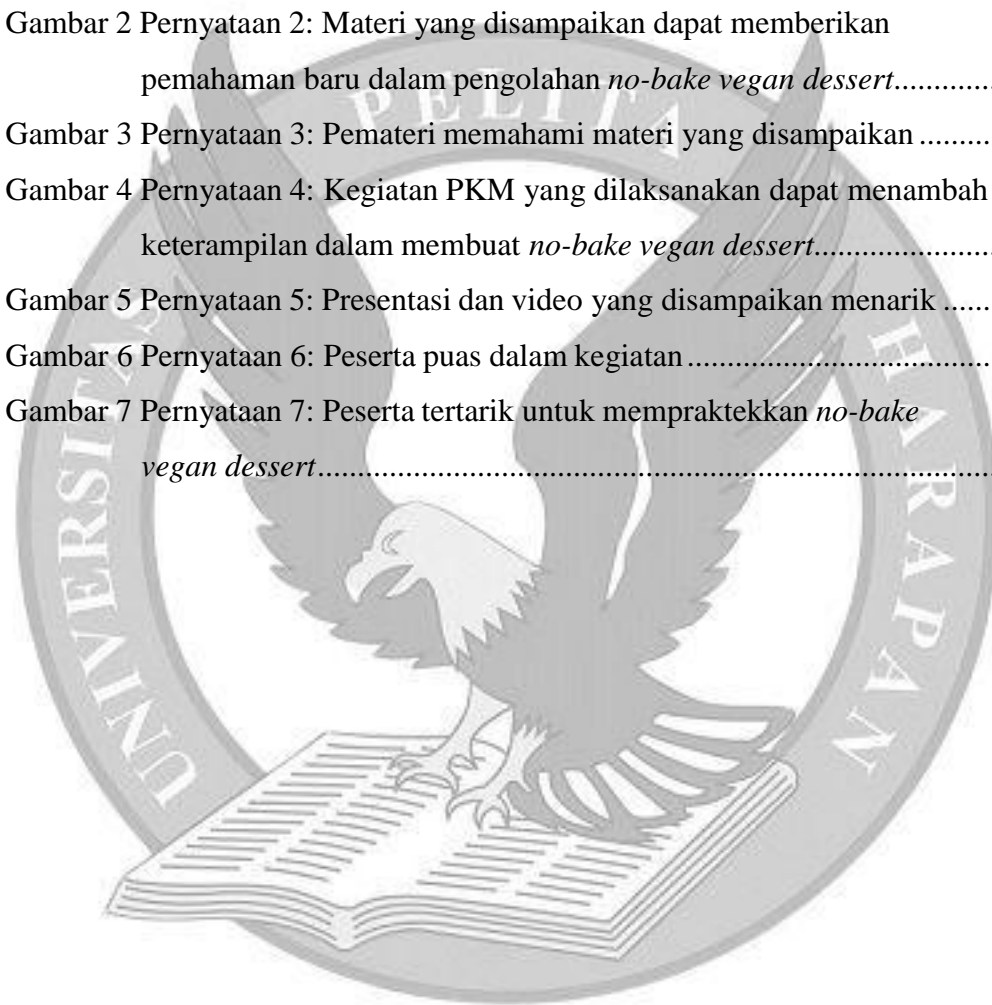 Gambar 2 Pernyataan 2: Materi yang disampaikan dapat memberikan
pemahaman baru dalam pengolahan no-bake vegan dessert.............
Gambar 3 Pernyataan 3: Pemateri memahami materi yang disampaikan ..........
Gambar 4 Pernyataan 4: Kegiatan PKM yang dilaksanakan dapat menambah
keterampilan dalam membuat no-bake vegan dessert.......................
Gambar 5 Pernyataan 5: Presentasi dan video yang disampaikan menarik .......
Gambar 6 Pernyataan 6: Peserta puas dalam kegiatan.......................................
Gambar 7 Pernyataan 7: Peserta tertarik untuk mempraktekkan no-bake
vegan dessert.......................................................................................
UNIVERSITAS PELITA HARAPAN